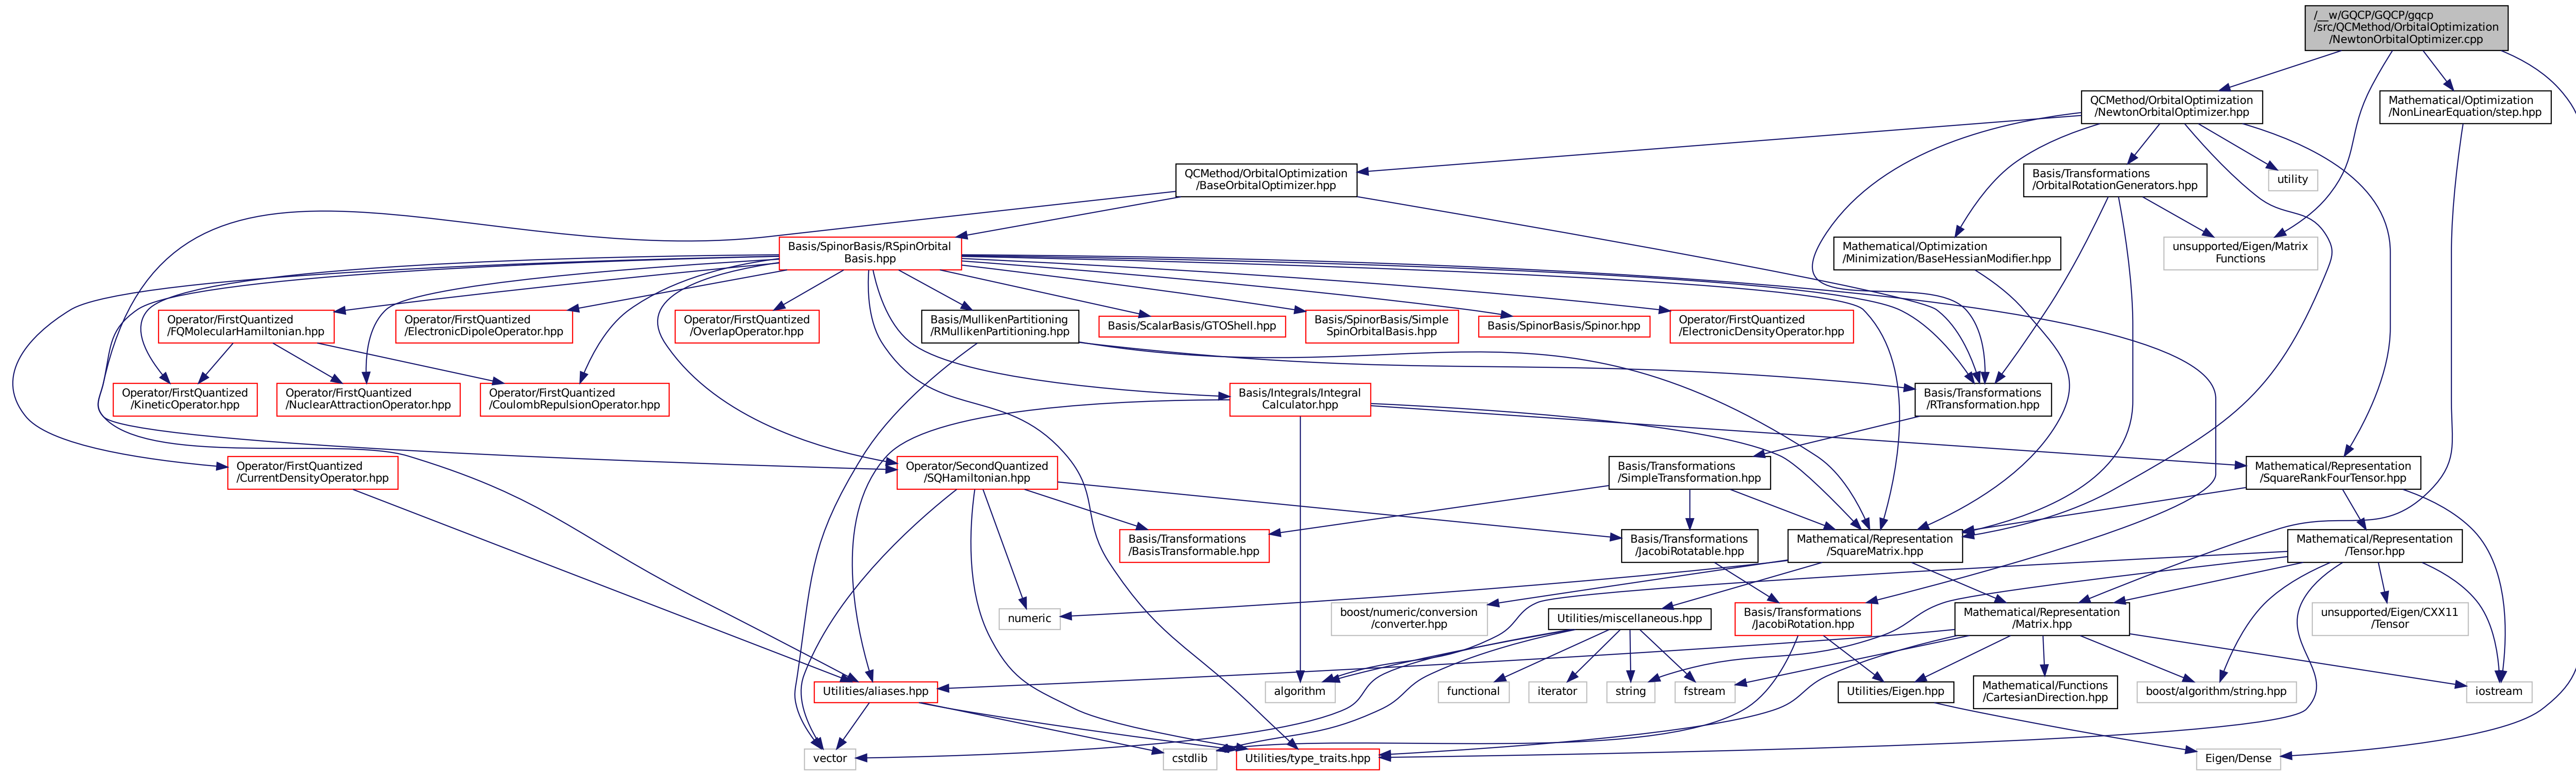 /__w/GQCP/GQCP/gqcp
/src/QCMethod/OrbitalOptimization
/NewtonOrbitalOptimizer.cpp
QCMethod/OrbitalOptimization
/NewtonOrbitalOptimizer.hpp
Mathematical/Optimization
/NonLinearEquation/step.hpp
QCMethod/OrbitalOptimization
/BaseOrbitalOptimizer.hpp
Basis/Transformations
/OrbitalRotationGenerators.hpp
utility
Basis/SpinorBasis/RSpinOrbital
Basis.hpp
Mathematical/Optimization
/Minimization/BaseHessianModifier.hpp
unsupported/Eigen/Matrix
Functions
Operator/FirstQuantized
/FQMolecularHamiltonian.hpp
Operator/FirstQuantized
/ElectronicDipoleOperator.hpp
Operator/FirstQuantized
/OverlapOperator.hpp
Basis/MullikenPartitioning
/RMullikenPartitioning.hpp
Basis/ScalarBasis/GTOShell.hpp
Basis/SpinorBasis/Simple
SpinOrbitalBasis.hpp
Basis/SpinorBasis/Spinor.hpp
Operator/FirstQuantized
/ElectronicDensityOperator.hpp
Operator/FirstQuantized
/KineticOperator.hpp
Operator/FirstQuantized
/NuclearAttractionOperator.hpp
Operator/FirstQuantized
/CoulombRepulsionOperator.hpp
Basis/Integrals/Integral
Calculator.hpp
Basis/Transformations
/RTransformation.hpp
Operator/FirstQuantized
/CurrentDensityOperator.hpp
Operator/SecondQuantized
/SQHamiltonian.hpp
Basis/Transformations
/SimpleTransformation.hpp
Mathematical/Representation
/SquareRankFourTensor.hpp
Basis/Transformations
/BasisTransformable.hpp
Basis/Transformations
/JacobiRotatable.hpp
Mathematical/Representation
/SquareMatrix.hpp
Mathematical/Representation
/Tensor.hpp
numeric
boost/numeric/conversion
/converter.hpp
Utilities/miscellaneous.hpp
Basis/Transformations
/JacobiRotation.hpp
Mathematical/Representation
/Matrix.hpp
unsupported/Eigen/CXX11
/Tensor
Utilities/aliases.hpp
algorithm
functional
iterator
string
fstream
Utilities/Eigen.hpp
Mathematical/Functions
/CartesianDirection.hpp
boost/algorithm/string.hpp
iostream
vector
cstdlib
Utilities/type_traits.hpp
Eigen/Dense